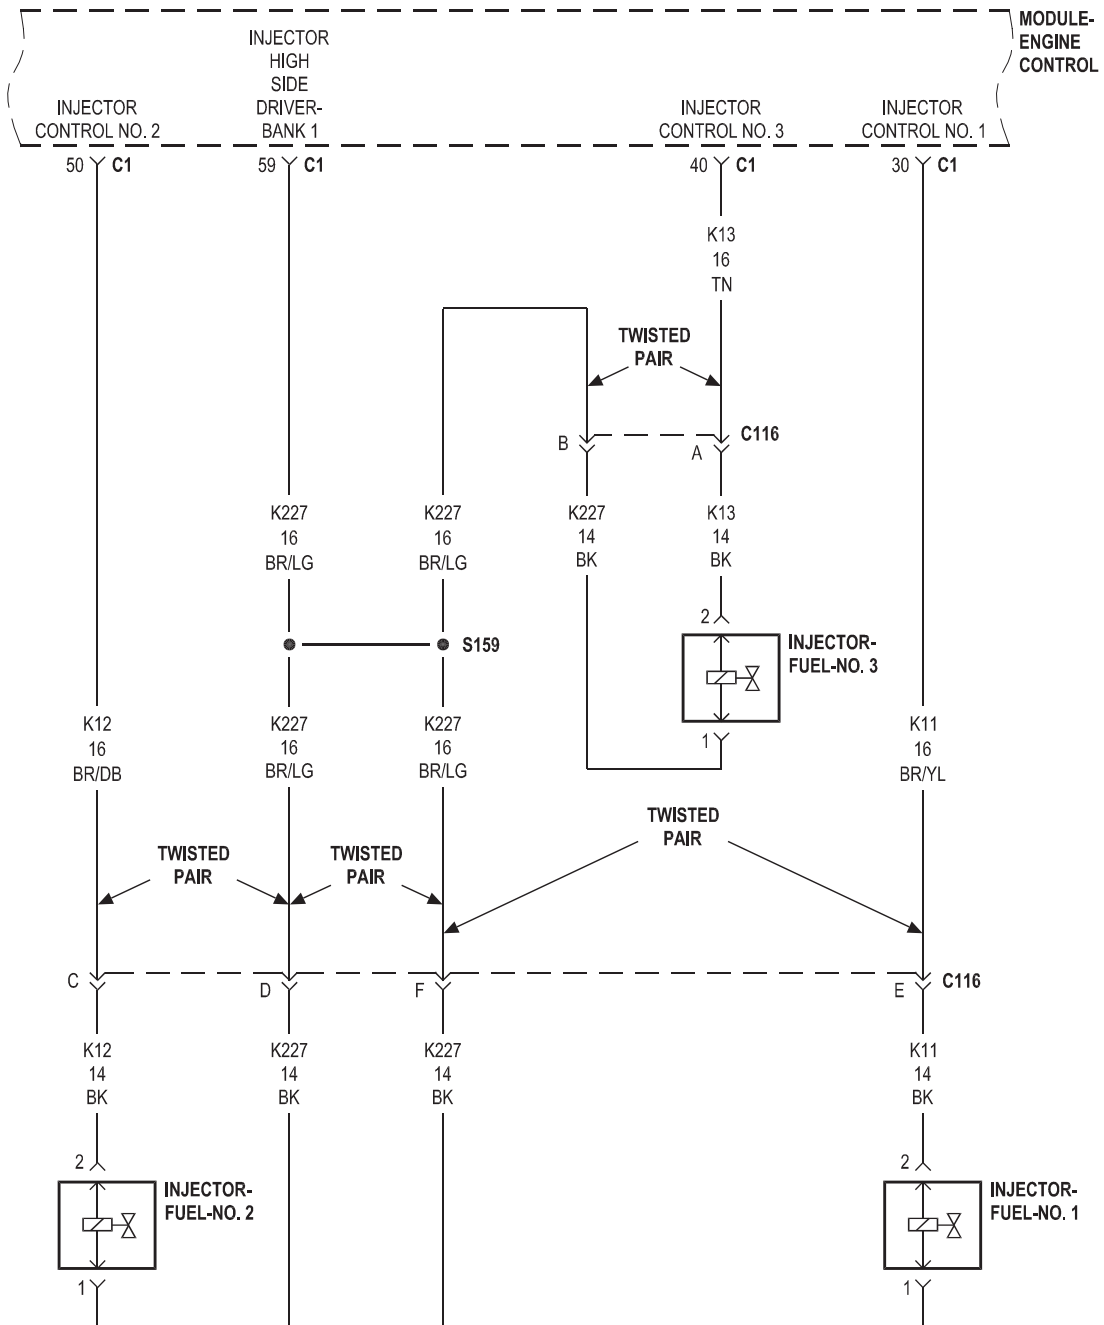 MODULE-
ENGINE
CONTROL
INJECTOR
HIGH
SIDE
DRIVER-
BANK 1
INJECTOR
CONTROL NO. 2
INJECTOR
CONTROL NO. 3
INJECTOR
CONTROL NO. 1
50 C1
59 C1
40 C1
30 C1
K13
16
TN
TWISTED
PAIR
B
A
C116
K227
16
BR/LG
K227
16
BR/LG
K227
14
BK
K13
14
BK
2
INJECTOR-
FUEL-NO. 3
1
S159
K12
16
BR/DB
K227
16
BR/LG
K227
16
BR/LG
K11
16
BR/YL
TWISTED
PAIR
TWISTED
PAIR
TWISTED
PAIR
C
D
F
E
C116
K12
14
BK
K227
14
BK
K227
14
BK
K11
14
BK
2
INJECTOR-
FUEL-NO. 2
1
2
INJECTOR-
FUEL-NO. 1
1